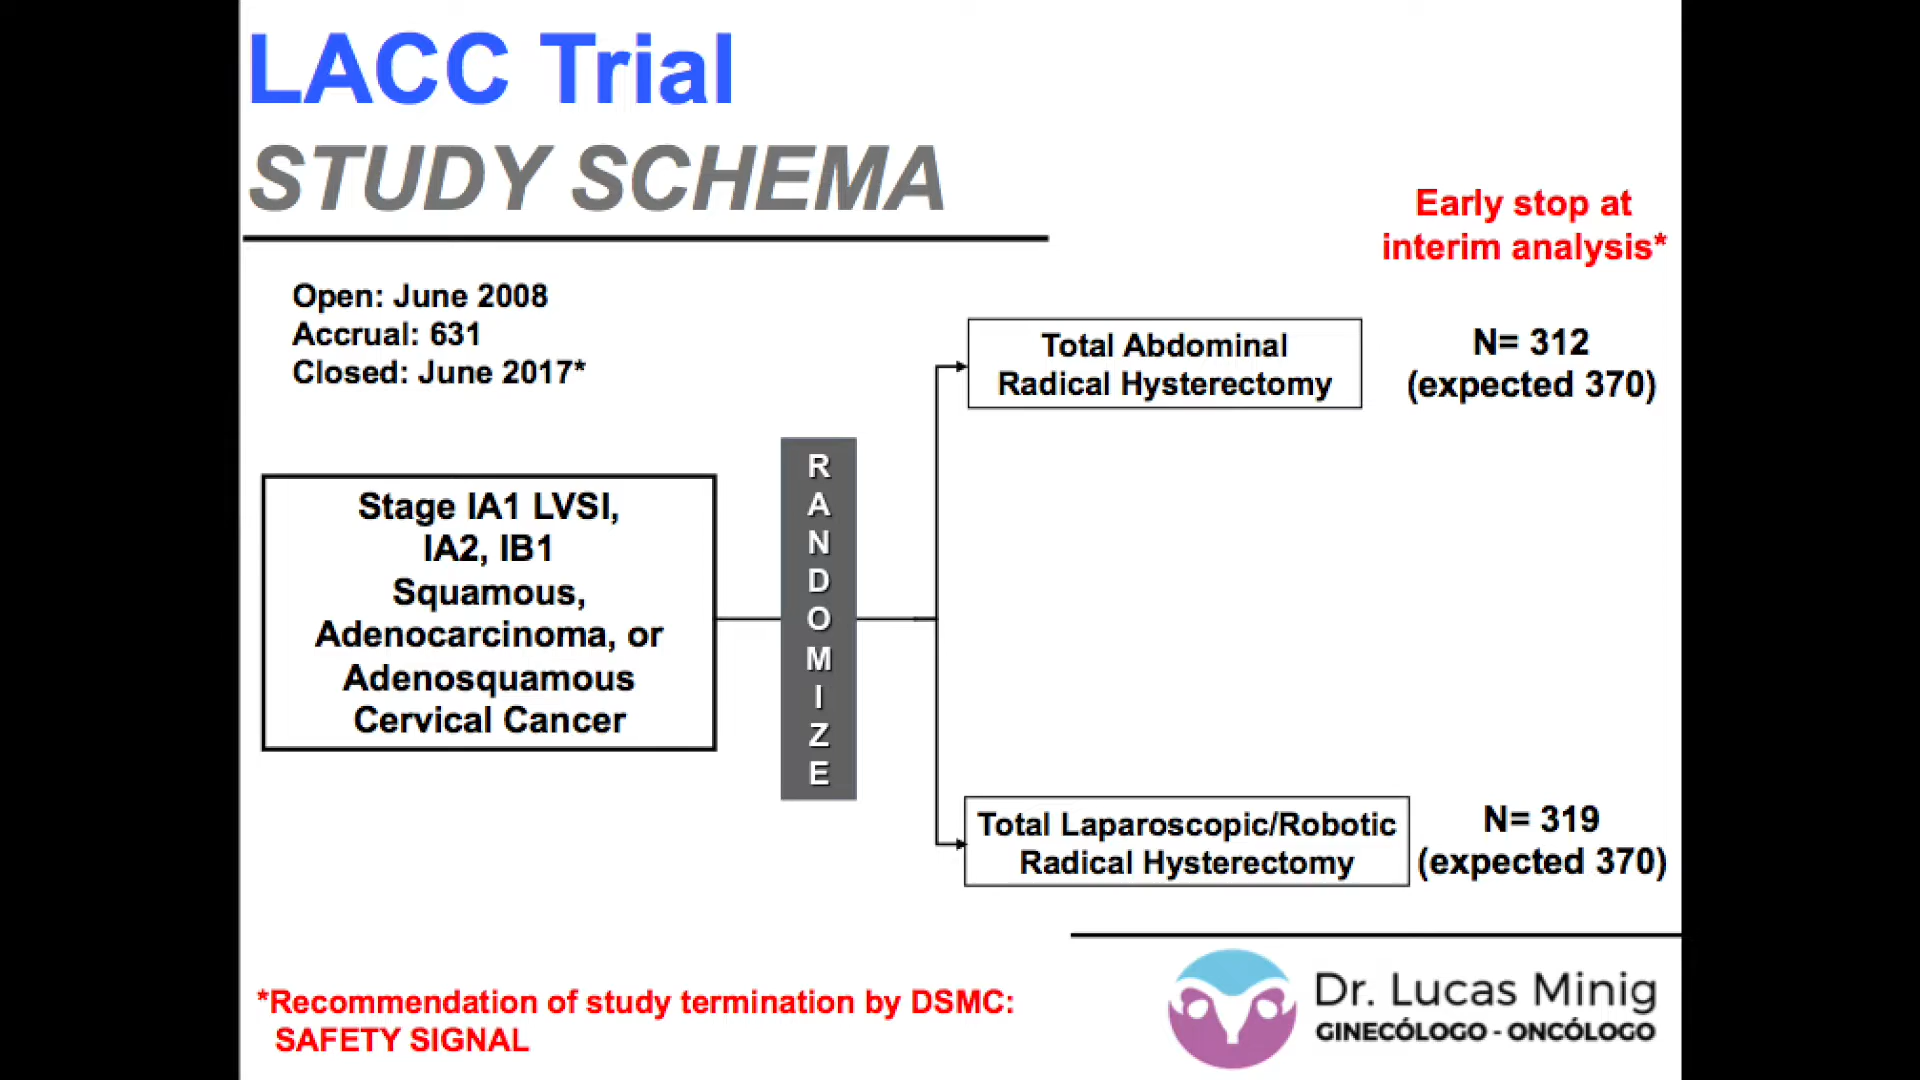 LACC Trial
STUDY SCHEMA
Early stop at
interim analysis*
Open: June 2008
Accrual: 631
Closed: June 2017*
Total Abdominal
Radical Hysterectomy
N= 312
(expected 370)
Stage IA1 LVSI,
IA2, IB1
Squamous,
Adenocarcinoma, or
Adenosquamous
Cervical Cancer
R
A
N
D
O
M
I
Z
E
Total Laparoscopic/Robotic
Radical Hysterectomy
N= 319
(expected 370)
*Recommendation of study termination by DSMC:
SAFETY SIGNAL
Dr. Lucas Minig
GINECÓLOGO - ONCÓLOGO